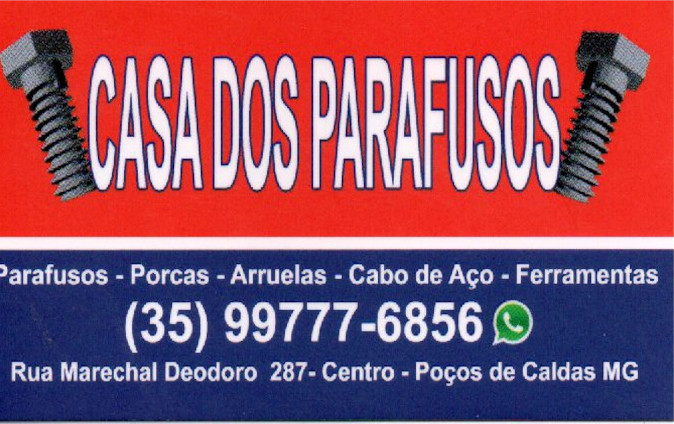 CASA DOS PARAFUSOS
Parafusos - Porcas - Arruelas - Cabo de Aço - Ferramentas
(35) 99777-6856
Rua Marechal Deodoro 287- Centro - Poços de Caldas MG